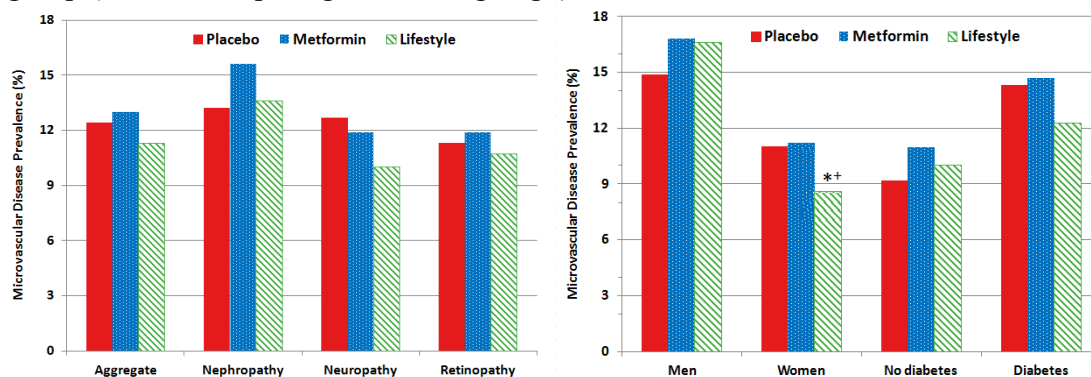 18
15
12
9
6
3
0
Microvascular Disease Prevalence (%)
Placebo Metformin Lifestyle
Aggregate Nephropathy Neuropathy Retinopathy
18
15
12
9
6
3
0
Microvascular Disease Prevalence (%)
Placebo Metformin Lifestyle
*+
Men Women No diabetes Diabetes